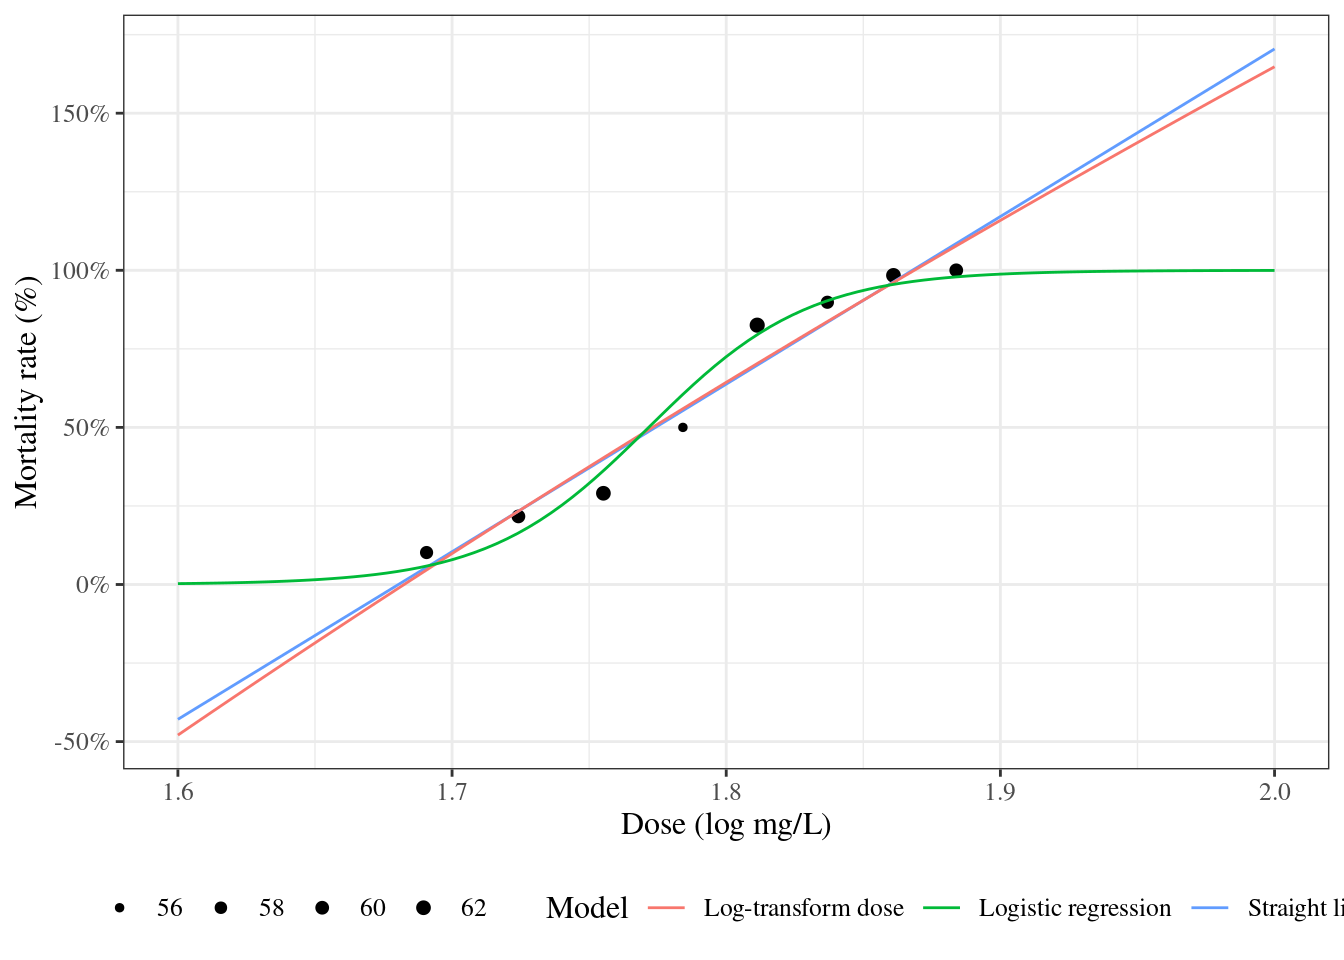 Mortality rate (%)
150%
100%
50%
0%
-50%
1.6 1.7 1.8 1.9 2.0
Dose (log mg/L)
56 58 60 62 Model Log-transform dose Logistic regression Straight li